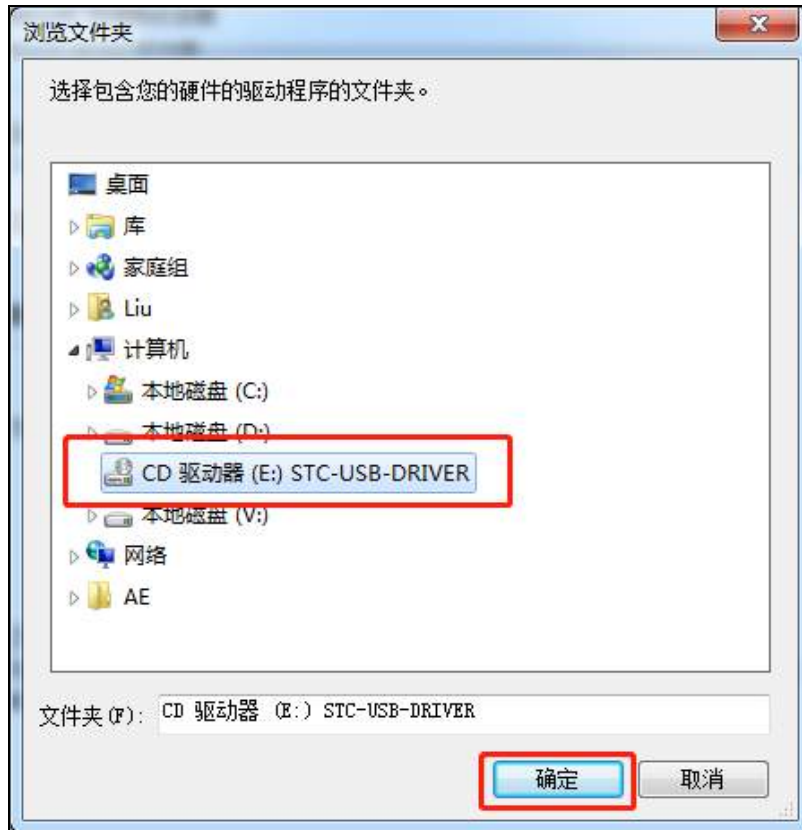 浏览文件夹
选择包含您的硬件的驱动程序的文件夹。
桌面
库
家庭组
Liu
计算机
本地磁盘 (C:)
本地磁盘 (D:)
CD 驱动器 (E:) STC-USB-DRIVER
本地磁盘 (V:)
网络
AE
文件夹(F): CD 驱动器 (E:) STC-USB-DRIVER
确定 取消